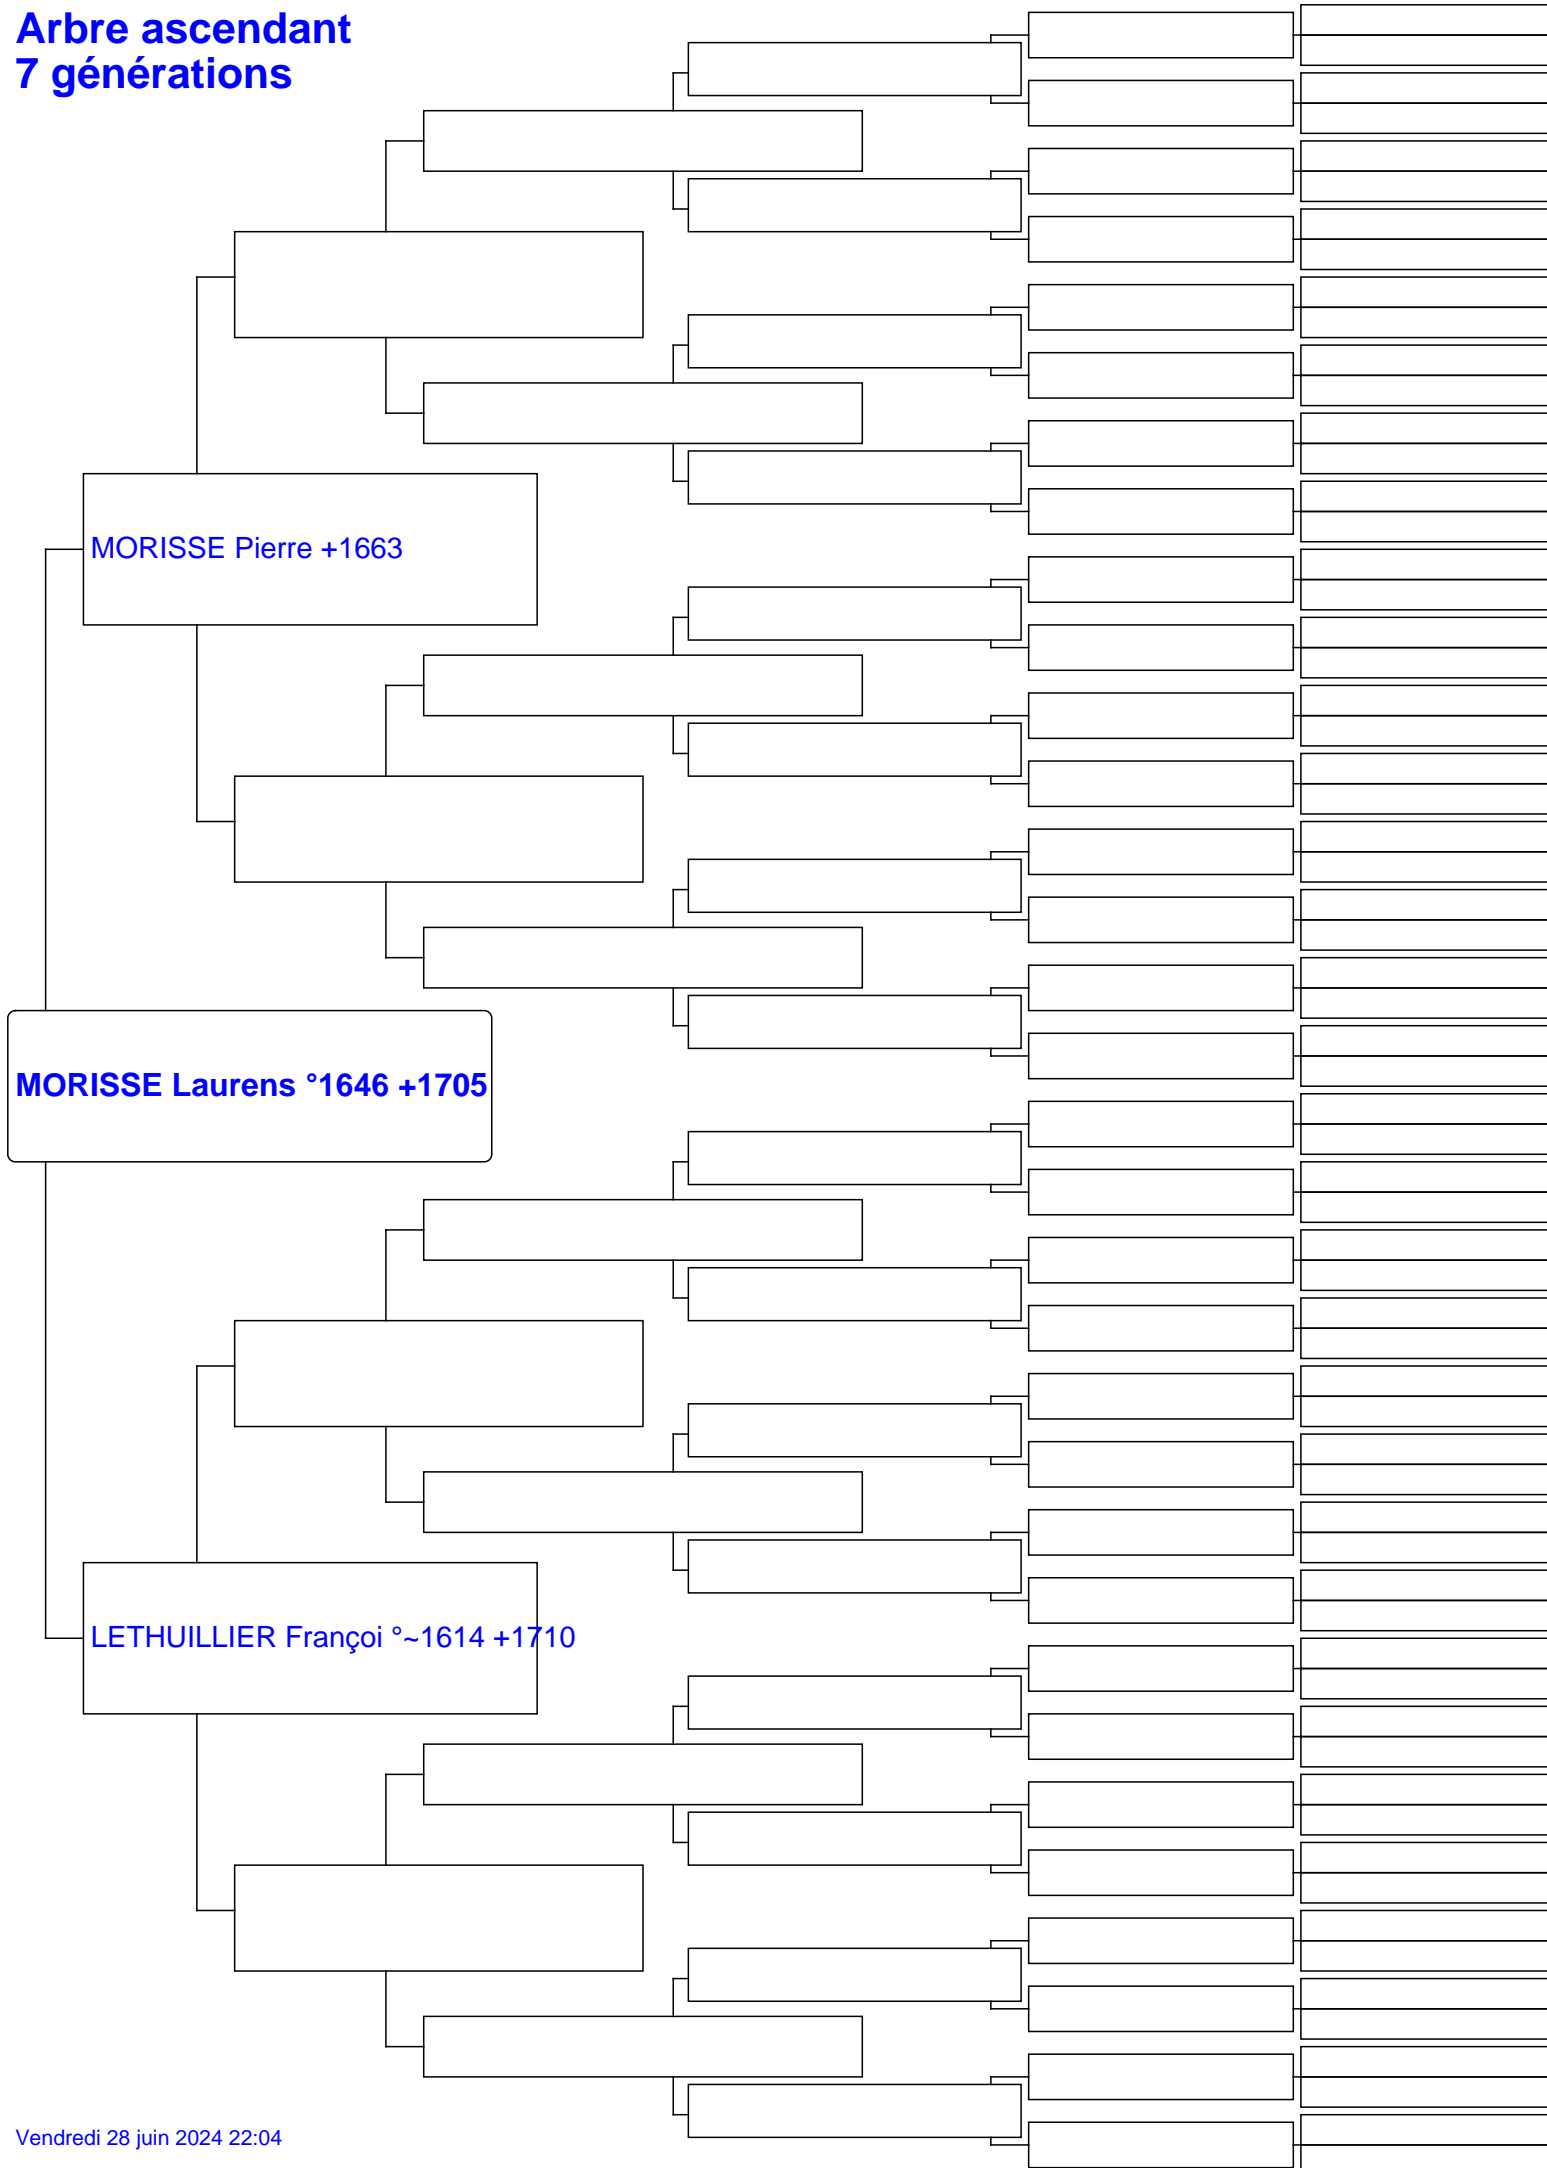 Arbre ascendant
7 générations
MORISSE Pierre +1663
MORISSE Laurens °1646 +1705
LETHUILLIER Françoi °~1614 +1710
Vendredi 28 juin 2024 22:04